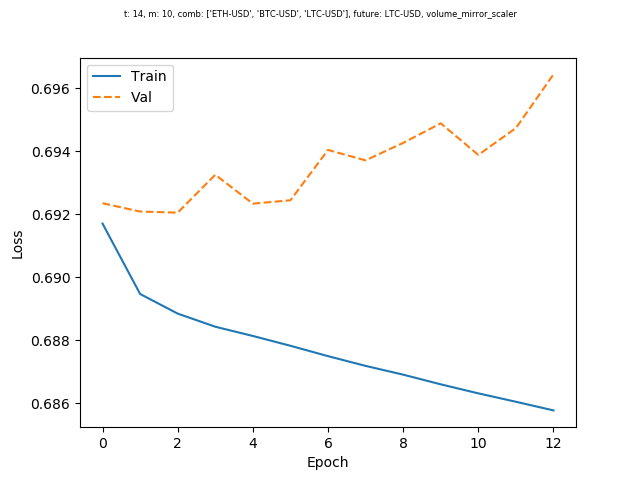 t: 14, m: 10, comb: ['ETH-USD', 'BTC-USD', 'LTC-USD'], future: LTC-USD, volume_mirror_scaler
Train
Val
0.696
0.694
0.692
0.690
0.688
0.686
Loss
0 2 4 6 8 10 12
Epoch